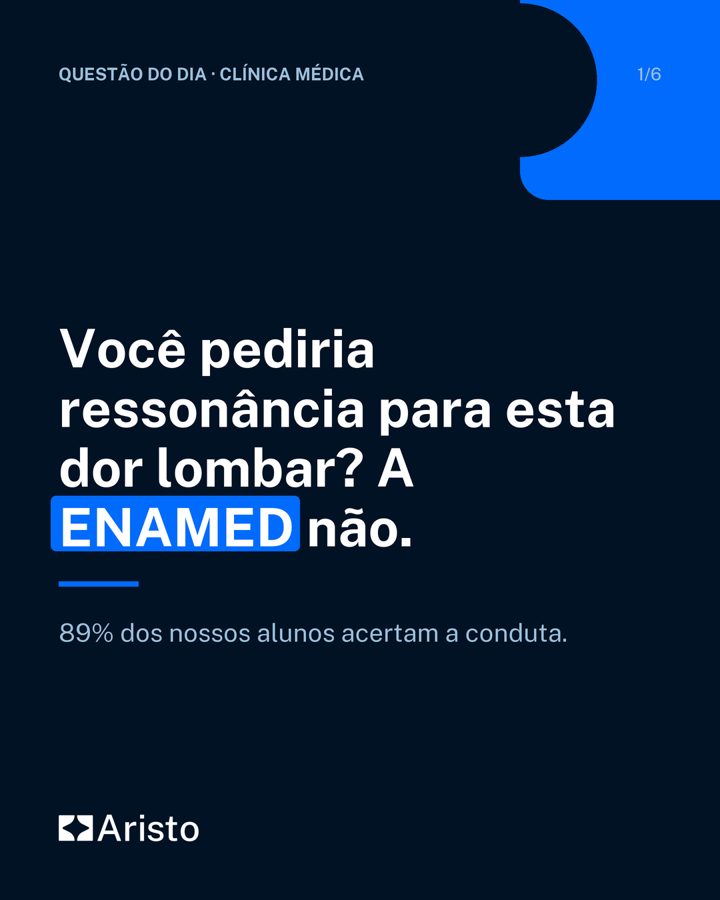 QUESTÃO DO DIA · CLÍNICA MÉDICA
1/6
Você pediria
ressonância para esta
dor lombar? A
ENAMED não.
89% dos nossos alunos acertam a conduta.
Aristo